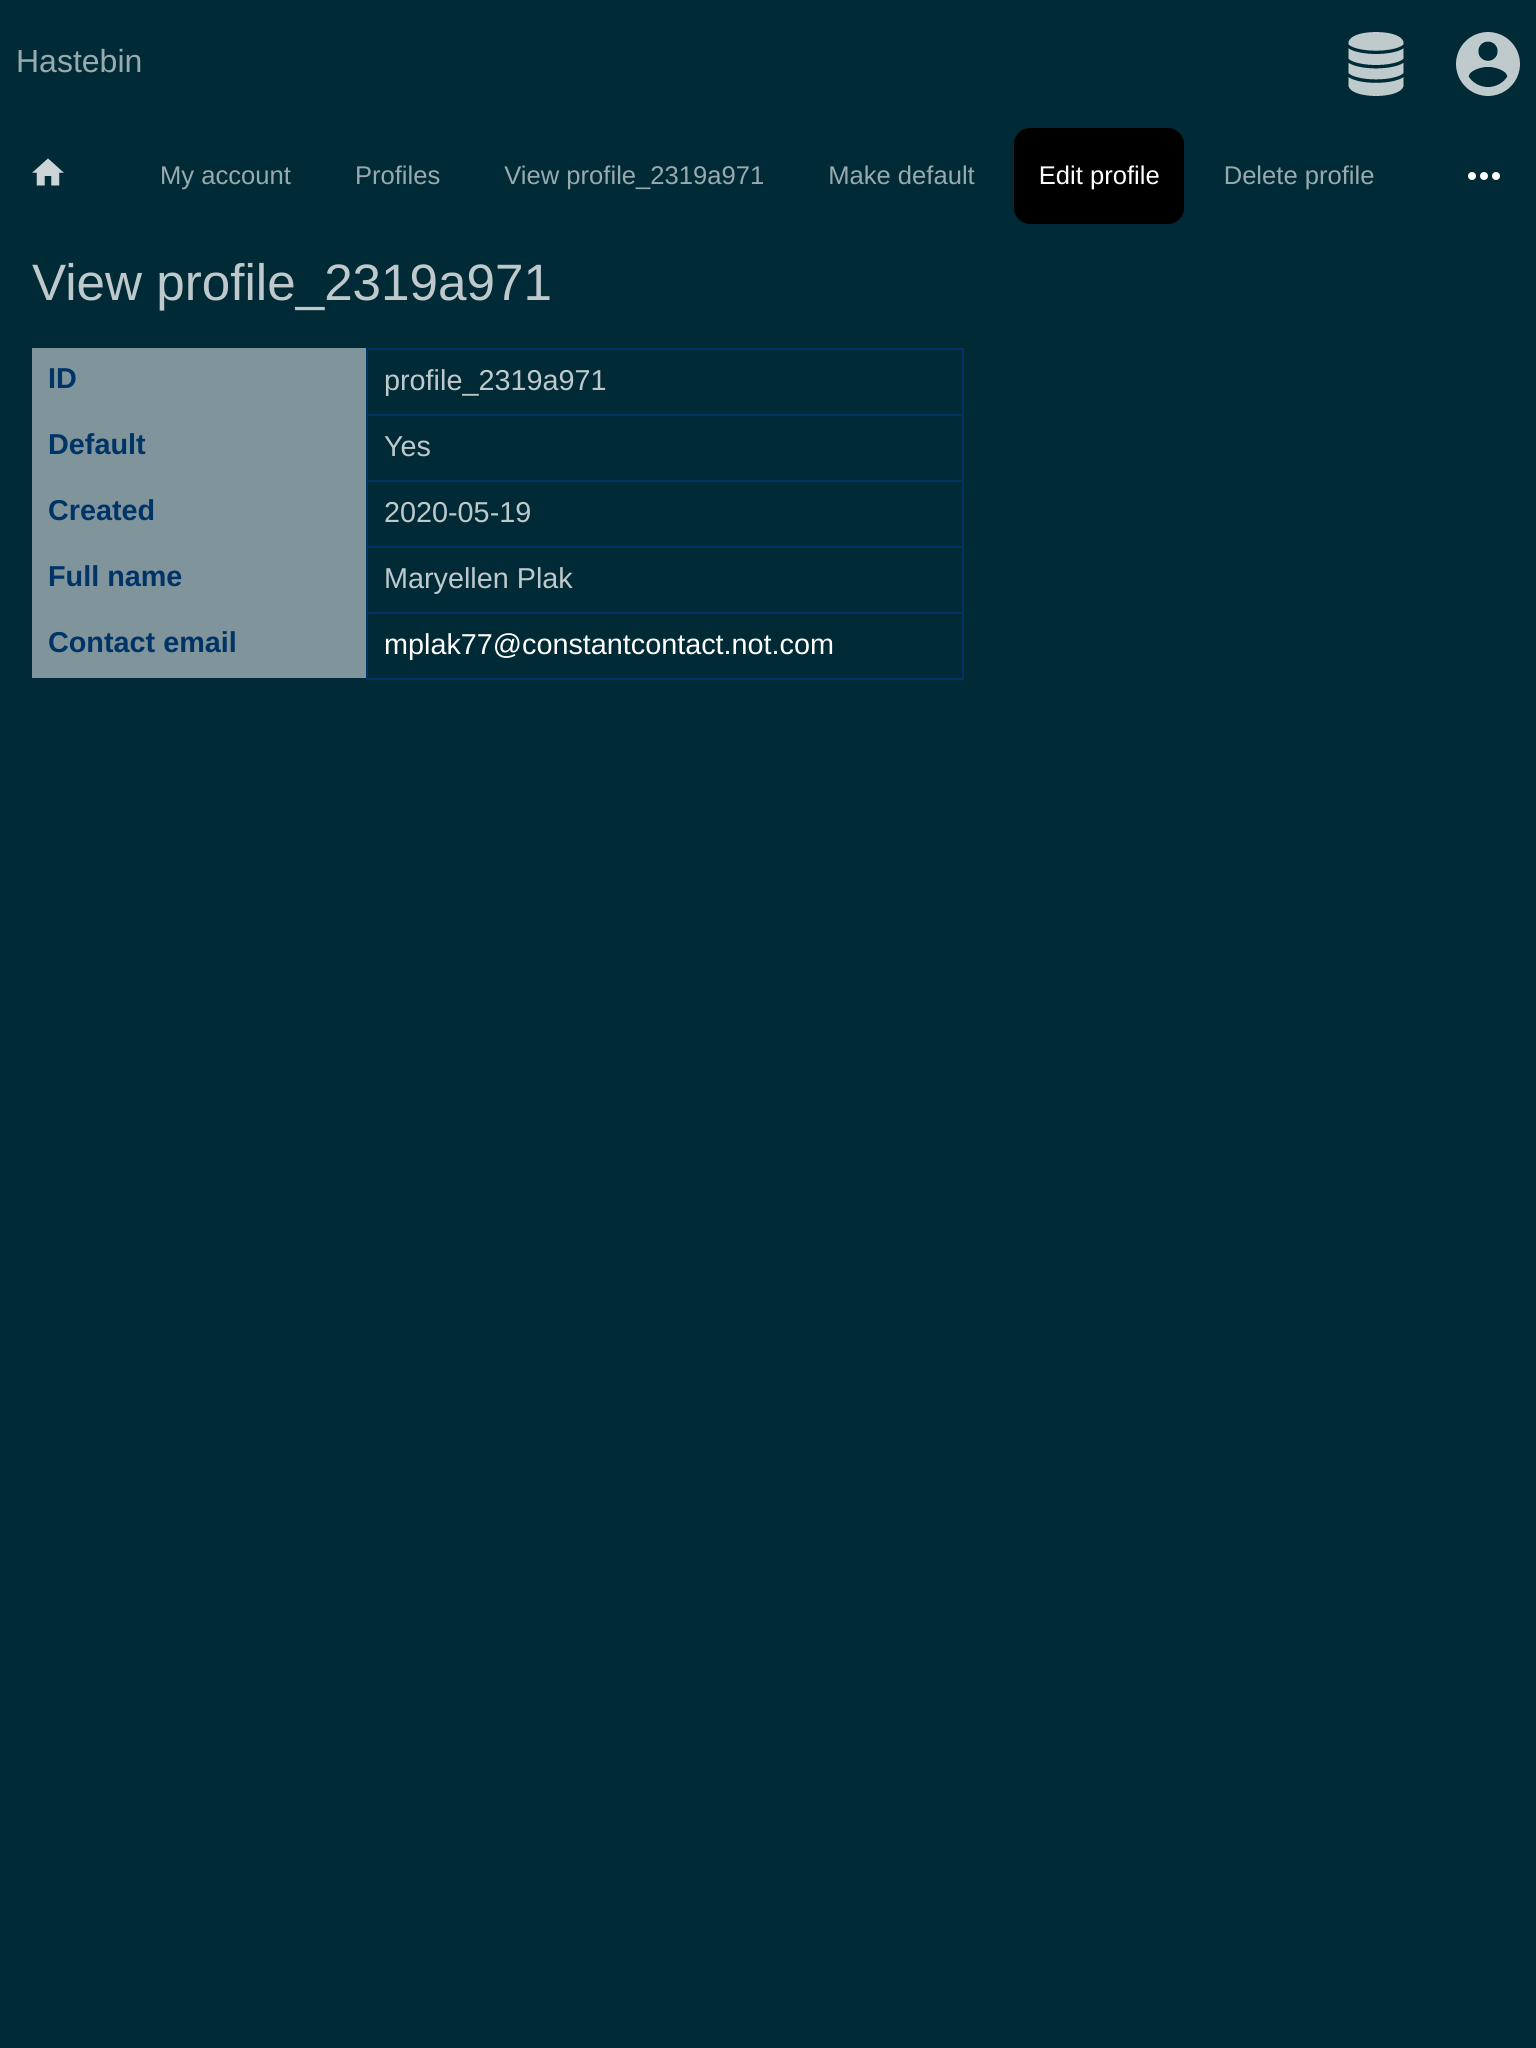 Hastebin
My account Profiles View profile_2319a971 Make default Edit profile Delete profile
View profile_2319a971
ID profile_2319a971
Default Yes
Created 2020-05-19
Full name Maryellen Plak
Contact email mplak77@constantcontact.not.com